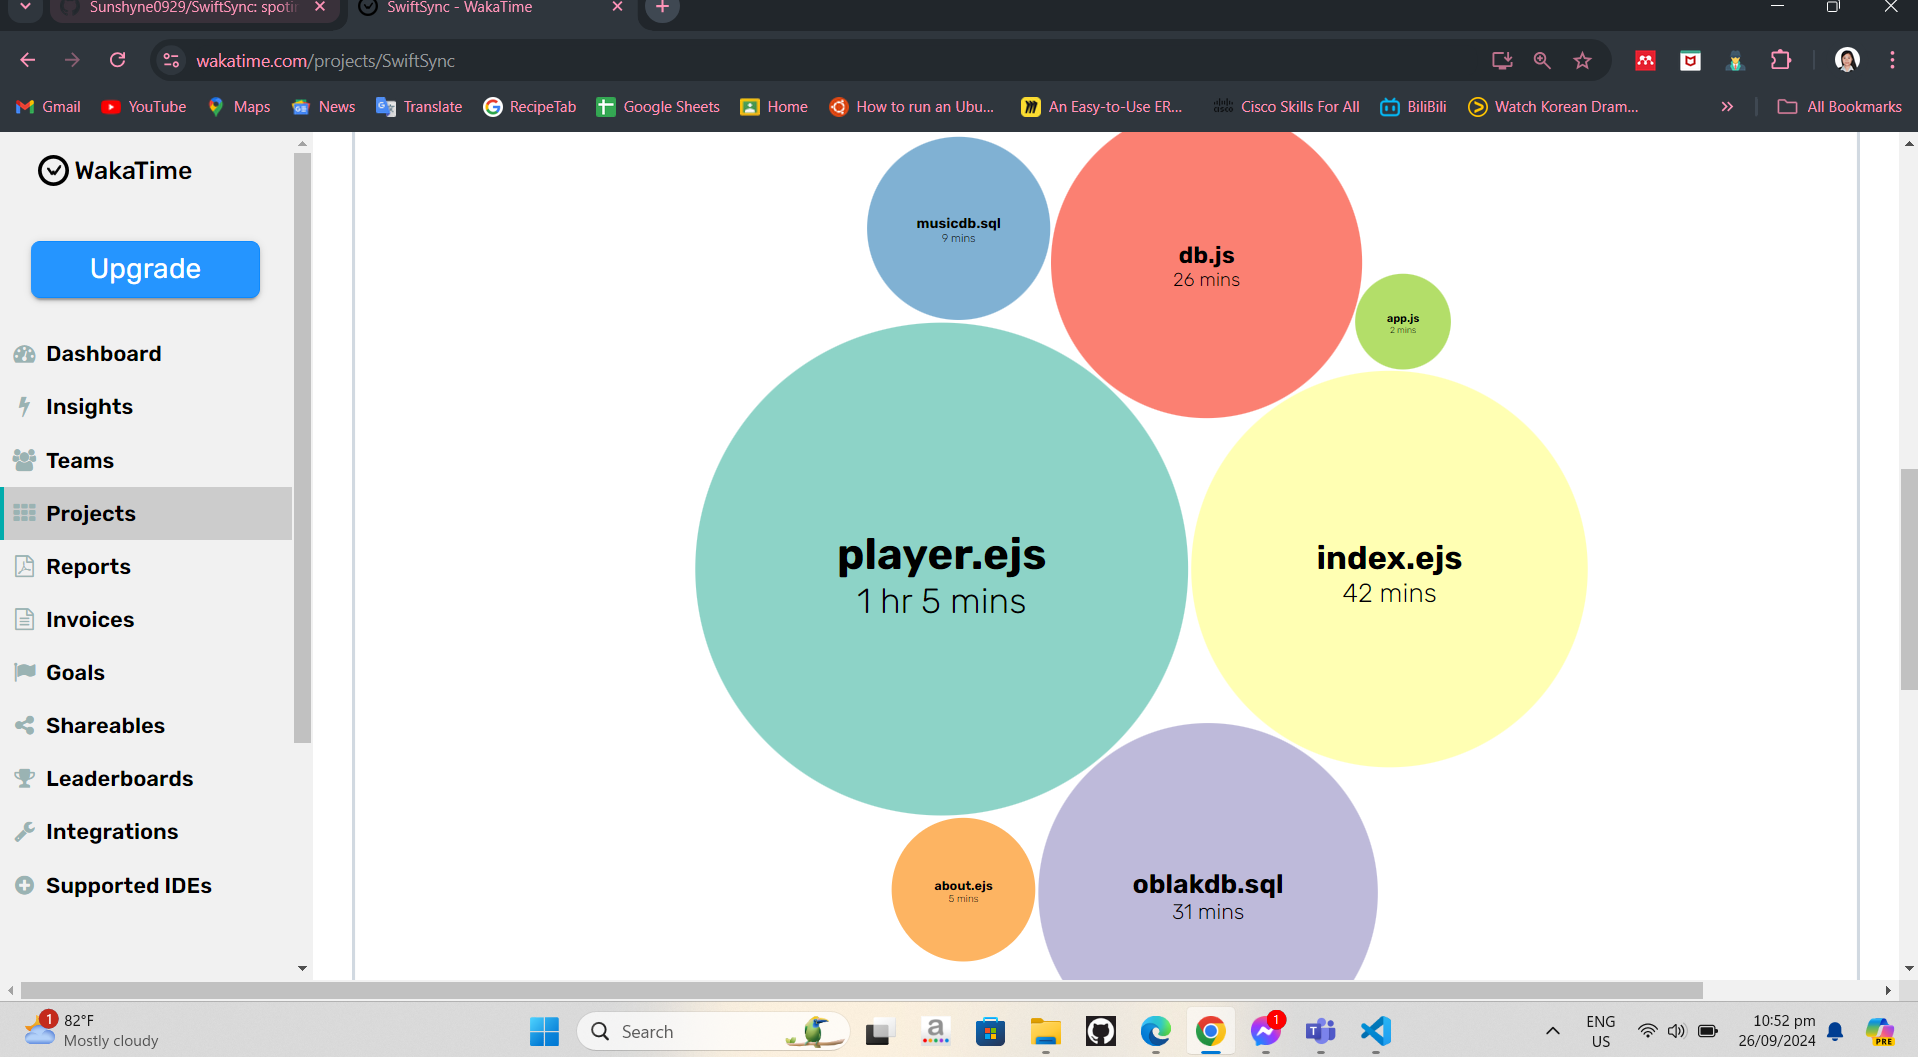 Sunshyne0929/SwiftSync: spoti
SwiftSync - WakaTime
wakatime.com/projects/SwiftSync
Gmail
YouTube
Maps
News
Translate
RecipeTab
Google Sheets
Home
How to run an Ubu...
An Easy-to-Use ER...
Cisco Skills For All
BiliBili
Watch Korean Dram...
All Bookmarks
WakaTime
Upgrade
Dashboard
Insights
Teams
Projects
Reports
Invoices
Goals
Shareables
Leaderboards
Integrations
Supported IDEs
musicdb.sql
9 mins
db.js
26 mins
app.js
2 mins
player.ejs
1 hr 5 mins
index.ejs
42 mins
about.ejs
5 mins
oblakdb.sql
31 mins
1
82°F
Mostly cloudy
Search
a
1
ENG
US
10:52 pm
26/09/2024
PRE